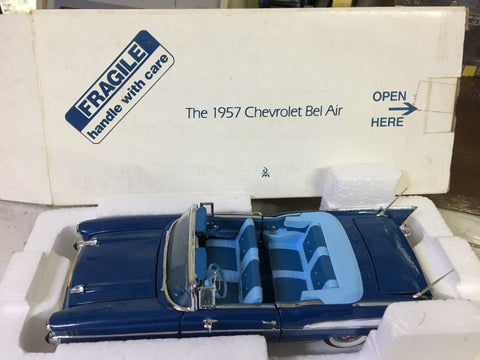 FRAGILE
handle with care
The 1957 Chevrolet Bel Air
OPEN
HERE